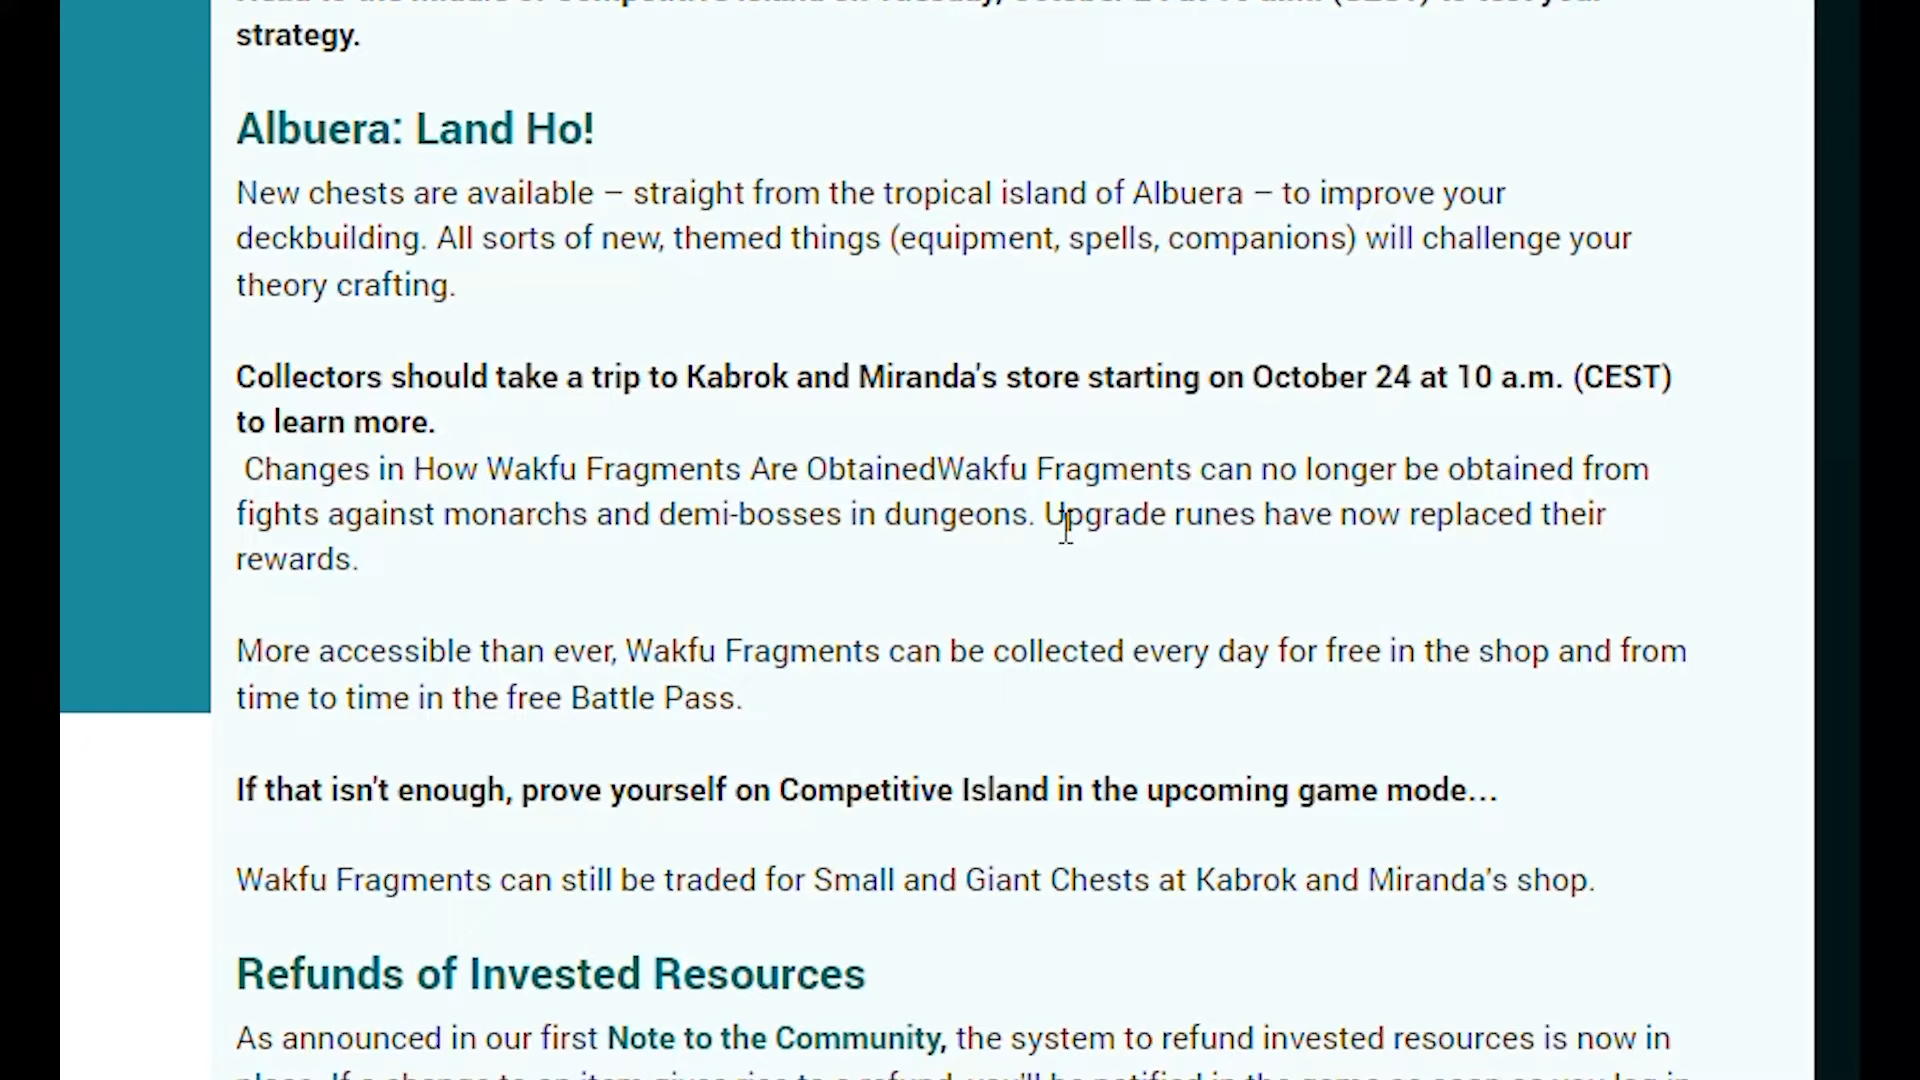 strategy.
Albuera: Land Ho!
New chests are available – straight from the tropical island of Albuera – to improve your
deckbuilding. All sorts of new, themed things (equipment, spells, companions) will challenge your
theory crafting.
Collectors should take a trip to Kabrok and Miranda's store starting on October 24 at 10 a.m. (CEST)
to learn more.
Changes in How Wakfu Fragments Are ObtainedWakfu Fragments can no longer be obtained from
fights against monarchs and demi-bosses in dungeons. Upgrade runes have now replaced their
rewards.
More accessible than ever, Wakfu Fragments can be collected every day for free in the shop and from
time to time in the free Battle Pass.
If that isn't enough, prove yourself on Competitive Island in the upcoming game mode…
Wakfu Fragments can still be traded for Small and Giant Chests at Kabrok and Miranda's shop.
Refunds of Invested Resources
As announced in our first Note to the Community, the system to refund invested resources is now in